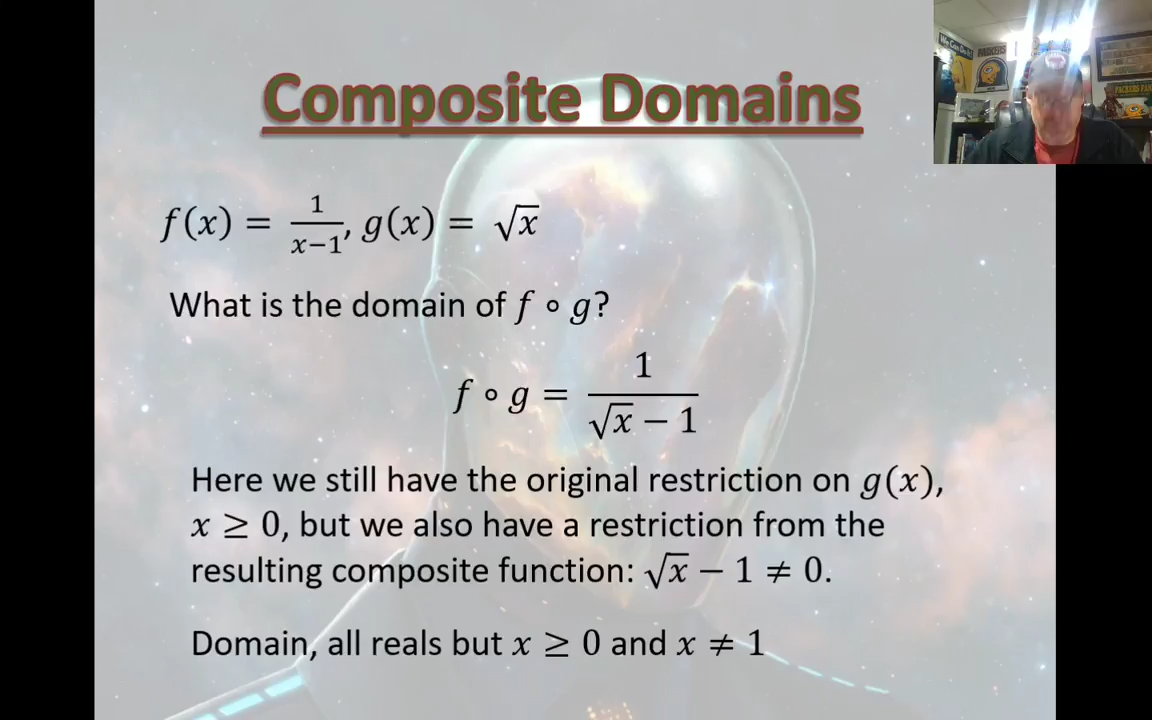 Composite Domains
f(x) = 1/(x−1), g(x) = √x
What is the domain of f ∘ g?
f ∘ g = 1/(√x − 1)
Here we still have the original restriction on g(x),
x ≥ 0, but we also have a restriction from the
resulting composite function: √x − 1 ≠ 0.
Domain, all reals but x ≥ 0 and x ≠ 1
PACKERS